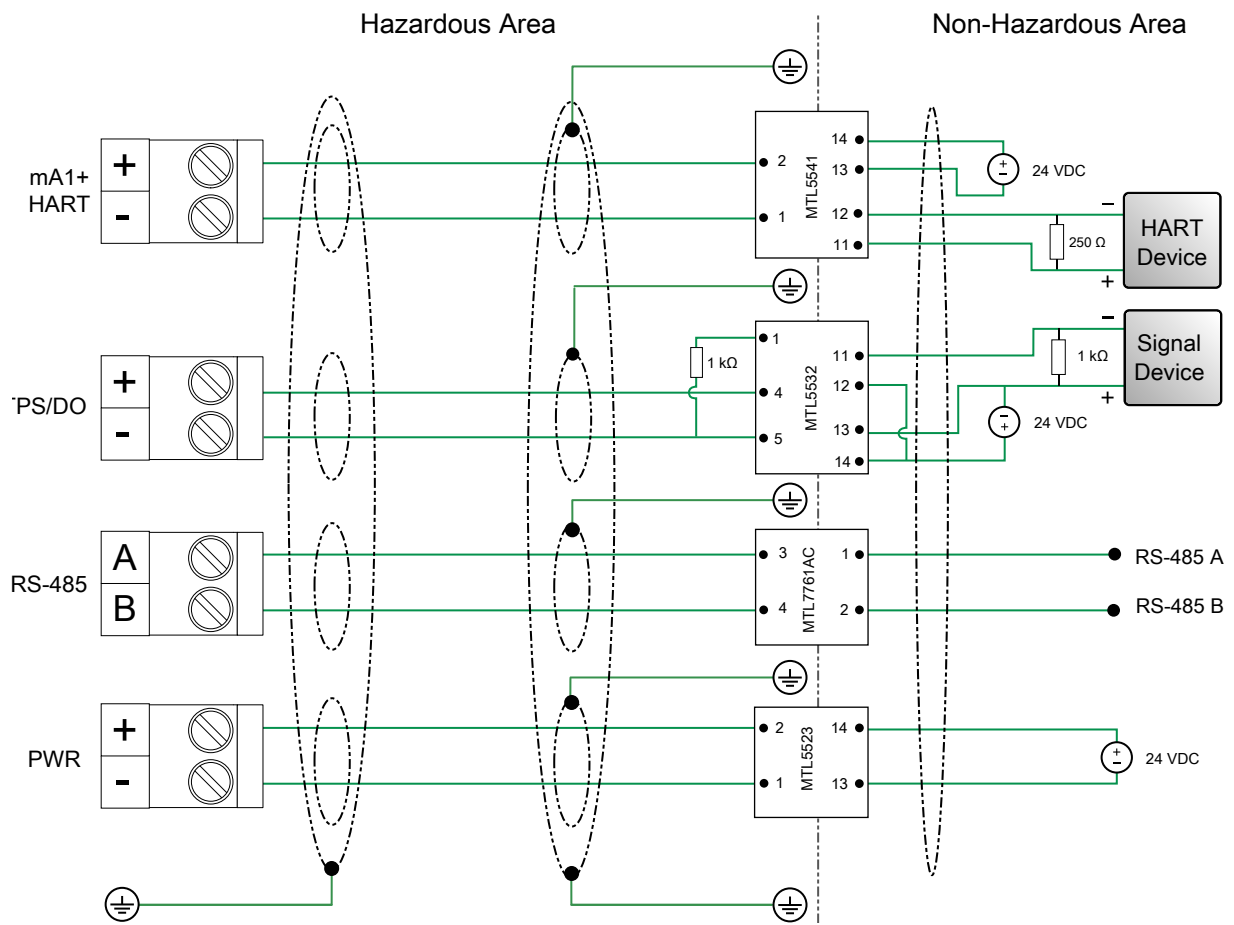 Hazardous Area
Non-Hazardous Area
mA1+
HART
+
-
2
1
MTL5541
14
13
12
11
+
-
24 VDC
250 Ω
-
+
HART
Device
TPS/DO
+
-
1 kΩ
1
4
5
MTL5532
11
12
13
14
-
+
24 VDC
1 kΩ
-
+
Signal
Device
RS-485
A
B
3
4
MTL7761AC
1
2
RS-485 A
RS-485 B
PWR
+
-
2
1
MTL5523
14
13
+
-
24 VDC